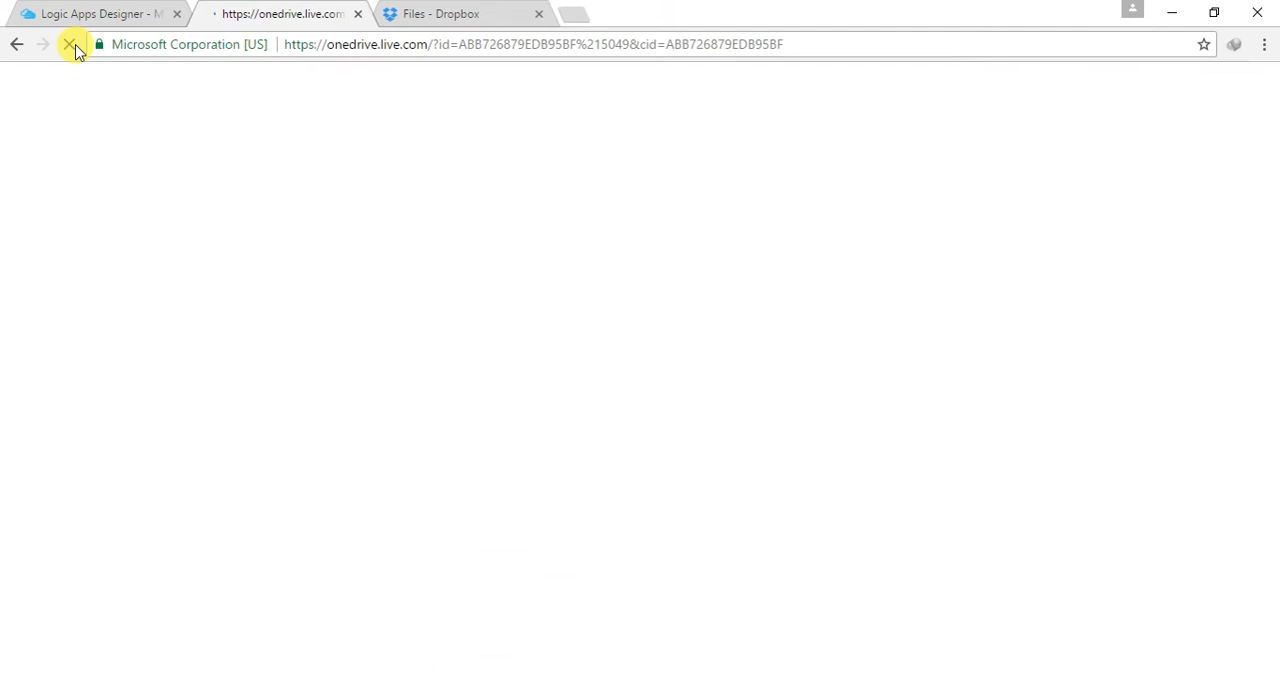 Logic Apps Designer - M
https://onedrive.live.com
Files - Dropbox
Microsoft Corporation [US]
https://onedrive.live.com/?id=ABB726879EDB95BF%215049&cid=ABB726879EDB95BF